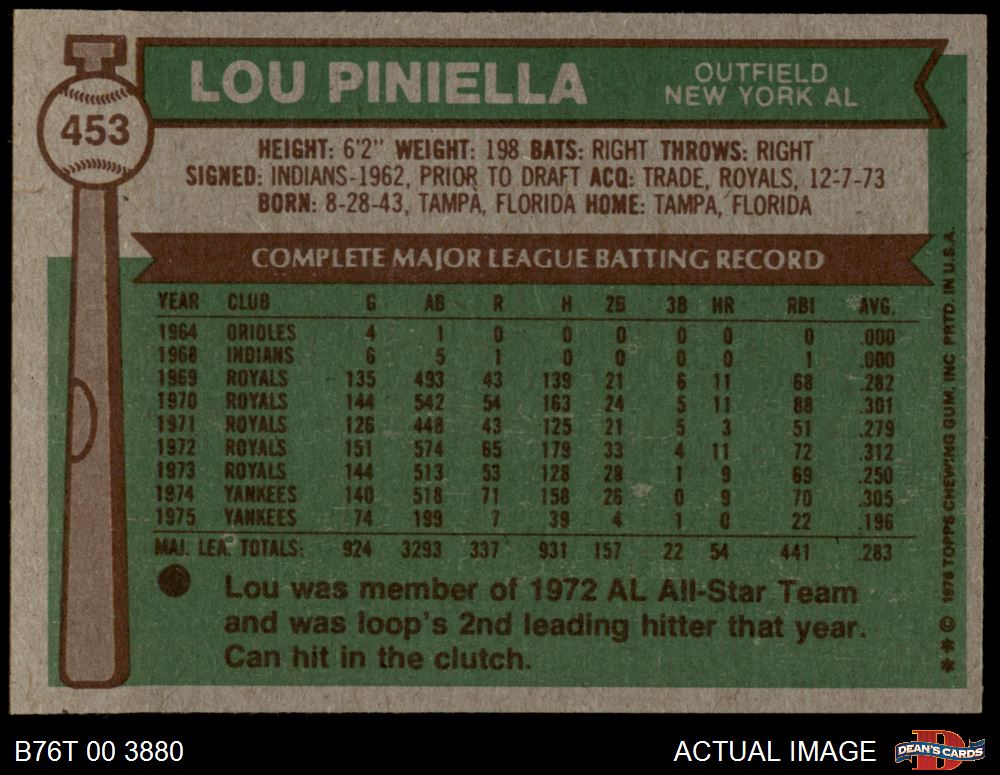 453
LOU PINIELLA
OUTFIELD
NEW YORK AL
HEIGHT: 6'2" WEIGHT: 198 BATS: RIGHT THROWS: RIGHT
SIGNED: INDIANS-1962, PRIOR TO DRAFT ACQ: TRADE, ROYALS, 12-7-73
BORN: 8-28-43, TAMPA, FLORIDA HOME: TAMPA, FLORIDA
COMPLETE MAJOR LEAGUE BATTING RECORD
YEAR CLUB G AB R H 2B 3B HR RBI AVG.
1964 ORIOLES 4 1 0 0 0 0 0 0 .000
1968 INDIANS 6 5 1 0 0 0 0 1 .000
1969 ROYALS 135 493 43 139 21 6 11 68 .282
1970 ROYALS 144 542 54 163 24 5 11 88 .301
1971 ROYALS 126 448 43 125 21 5 3 51 .279
1972 ROYALS 151 574 65 179 33 4 11 72 .312
1973 ROYALS 144 513 53 128 28 1 9 69 .250
1974 YANKEES 140 518 71 158 26 0 9 70 .305
1975 YANKEES 74 199 7 39 4 1 0 22 .196
MAJ. LEA. TOTALS: 924 3293 337 931 157 22 54 441 .283
Lou was member of 1972 AL All-Star Team
and was loop's 2nd leading hitter that year.
Can hit in the clutch.
* * © 1976 TOPPS CHEWING GUM, INC. PRTD. IN U.S.A.
B76T 00 3880
ACTUAL IMAGE
DEAN'S CARDS